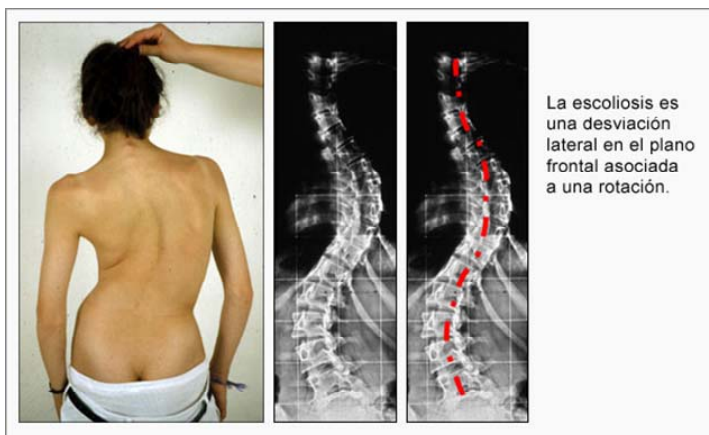 La escoliosis es
una desviación
lateral en el plano
frontal asociada
a una rotación.